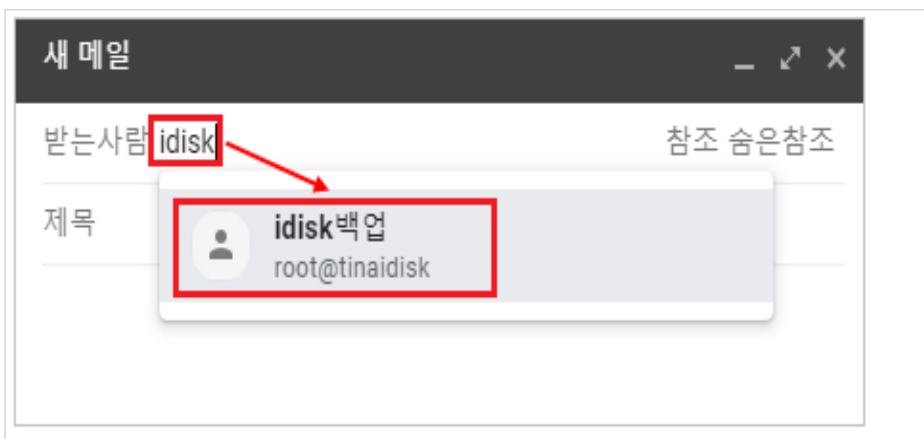 새 메일
받는사람 idisk 참조 숨은참조
idisk백업
제목
root@tinaidisk